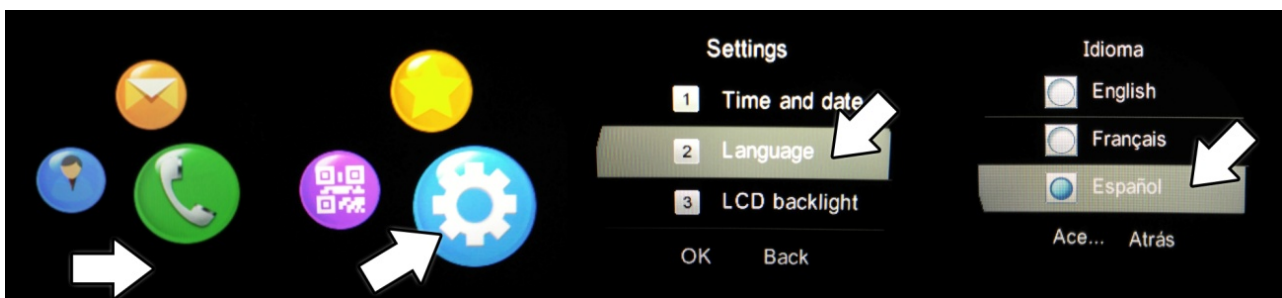 Settings
1 Time and date
2 Language
3 LCD backlight
OK Back
Idioma
English
Français
Español
Ace... Atrás